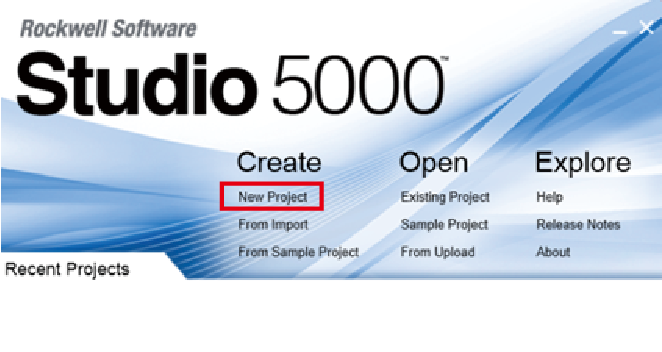 Rockwell Software
Studio 5000™
Create
New Project
From Import
From Sample Project
Open
Existing Project
Sample Project
From Upload
Explore
Help
Release Notes
About
Recent Projects